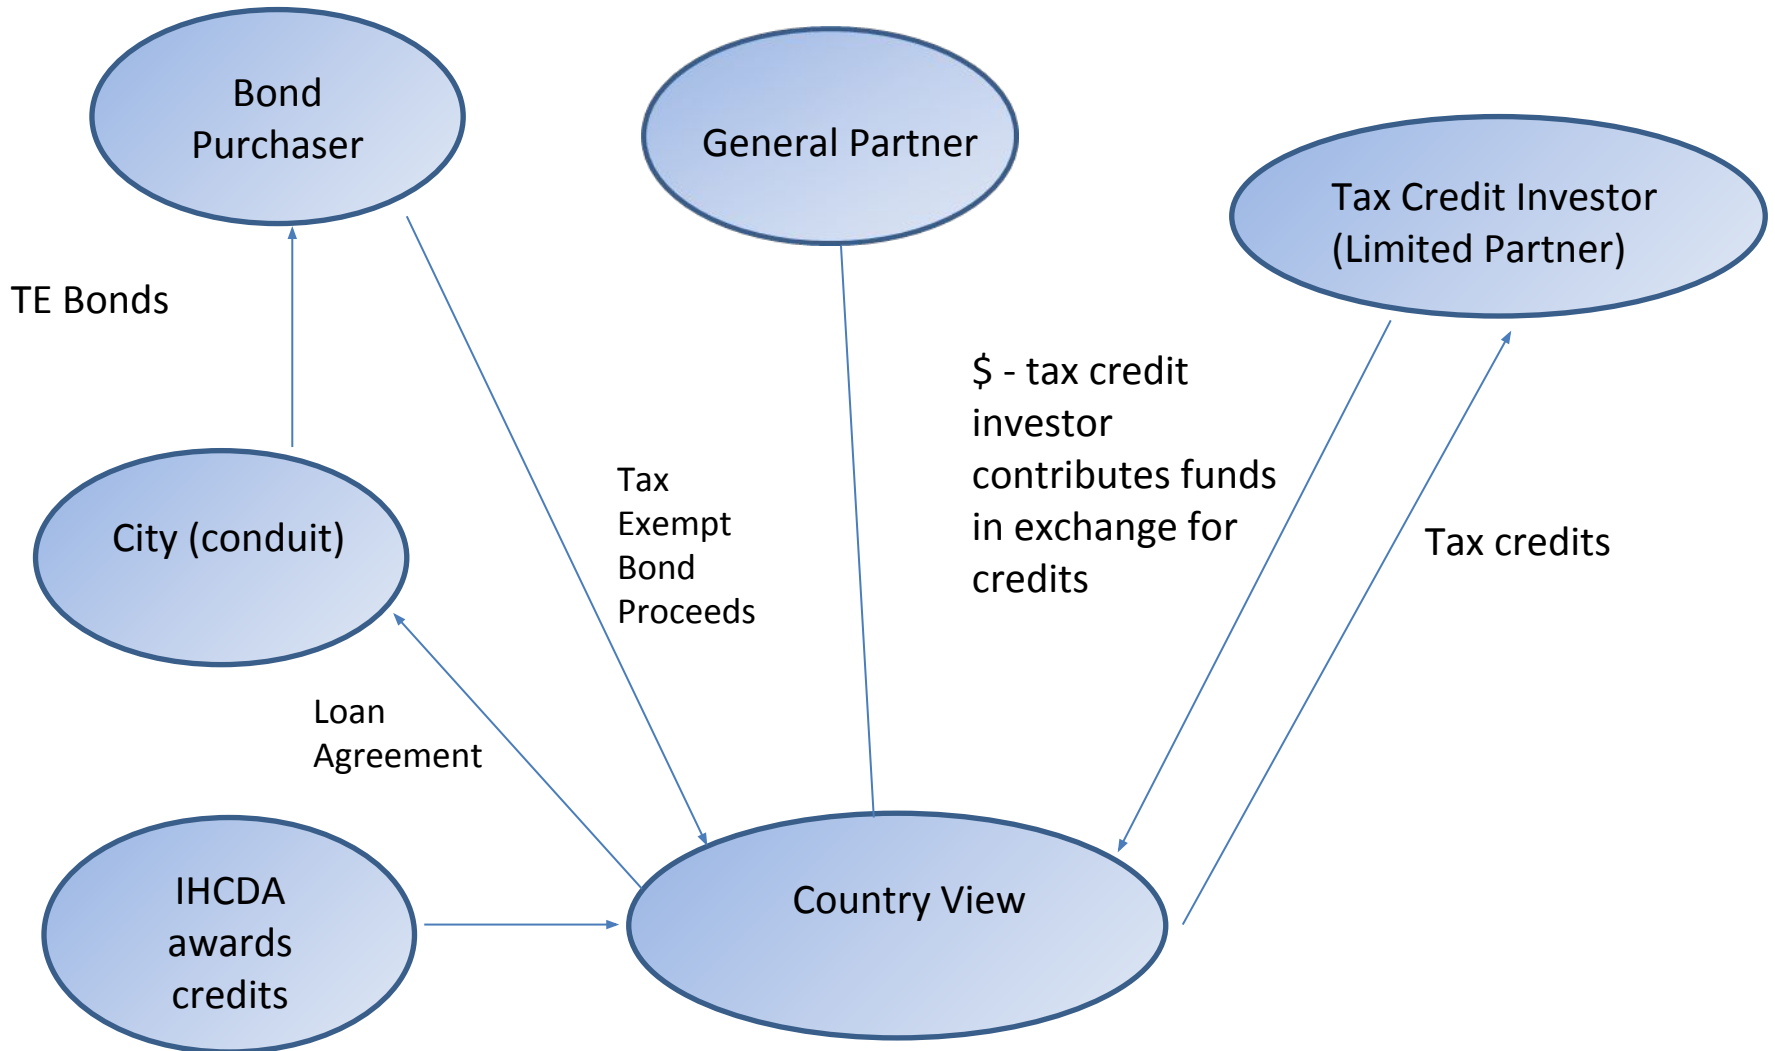 Bond
Purchaser
General Partner
Tax Credit Investor
(Limited Partner)
TE Bonds
$ - tax credit
investor
contributes funds
in exchange for
credits
Tax
Exempt
Bond
Proceeds
Tax credits
City (conduit)
Loan
Agreement
IHCDA
awards
credits
Country View